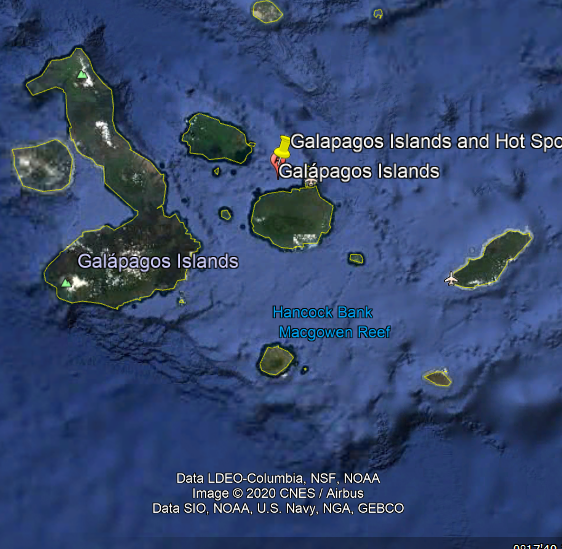 Galapagos Islands and Hot Spo
Galápagos Islands
Galápagos Islands
Hancock Bank
Macgowen Reef
Data LDEO-Columbia, NSF, NOAA
Image © 2020 CNES / Airbus
Data SIO, NOAA, U.S. Navy, NGA, GEBCO